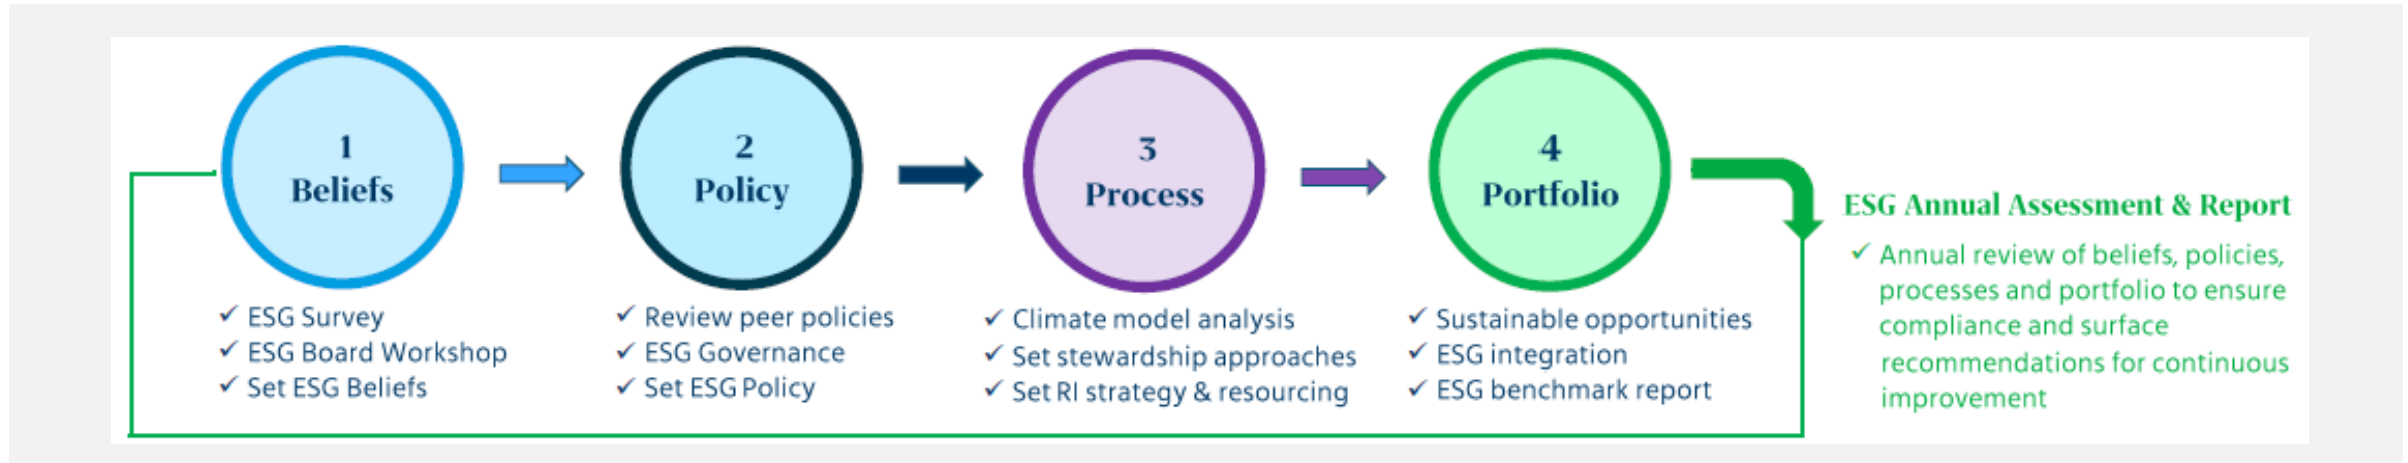 1
Beliefs
✓ ESG Survey
✓ ESG Board Workshop
✓ Set ESG Beliefs
2
Policy
✓ Review peer policies
✓ ESG Governance
✓ Set ESG Policy
3
Process
✓ Climate model analysis
✓ Set stewardship approaches
✓ Set RI strategy & resourcing
4
Portfolio
✓ Sustainable opportunities
✓ ESG integration
✓ ESG benchmark report
ESG Annual Assessment & Report
✓ Annual review of beliefs, policies,
processes and portfolio to ensure
compliance and surface
recommendations for continuous
improvement